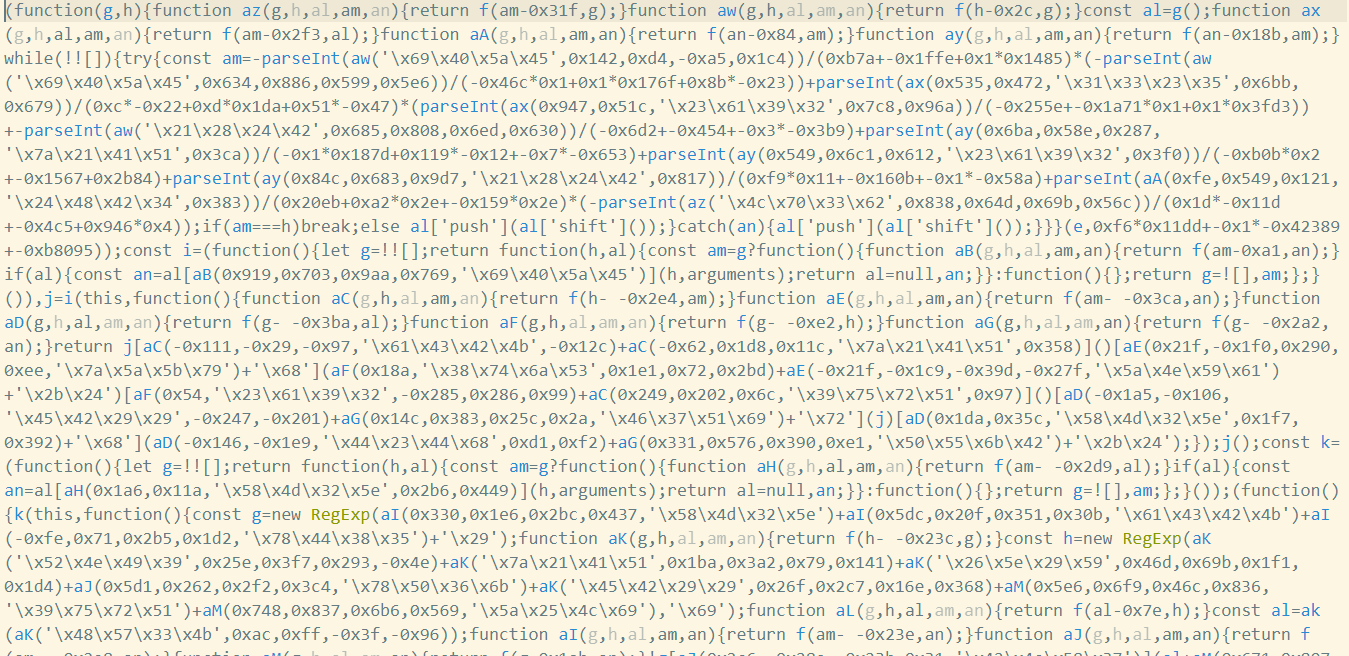 (function(g,h){function az(g,h,al,am,an){return f(am-0x31f,g);}function aw(g,h,al,am,an){return f(h-0x2c,g);}const al=g();function ax
(g,h,al,am,an){return f(am-0x2f3,al);}function aA(g,h,al,am,an){return f(an-0x84,am);}function ay(g,h,al,am,an){return f(an-0x18b,am);}
while(!![]){try{const am=-parseInt(aw('\x69\x40\x5a\x45',0x142,0xd4,-0xa5,0x1c4))/(0xb7a+-0x1ffe+0x1*0x1485)*(-parseInt(aw
('\x69\x40\x5a\x45',0x634,0x886,0x599,0x5e6))/(-0x46c*0x1+0x1*0x176f+0x8b*-0x23))+parseInt(ax(0x535,0x472,'\x31\x33\x23\x35',0x6bb,
0x679))/(0xc*-0x22+0xd*0x1da+0x51*-0x47)*(parseInt(ax(0x947,0x51c,'\x23\x61\x39\x32',0x7c8,0x96a))/(-0x255e+-0x1a71*0x1+0x1*0x3fd3))
+-parseInt(aw('\x21\x28\x24\x42',0x685,0x808,0x6ed,0x630))/(-0x6d2+-0x454+-0x3*-0x3b9)+parseInt(ay(0x6ba,0x58e,0x287,
'\x7a\x21\x41\x51',0x3ca))/(-0x1*0x187d+0x119*-0x12+-0x7*-0x653)+parseInt(ay(0x549,0x6c1,0x612,'\x23\x61\x39\x32',0x3f0))/(-0xb0b*0x2
+-0x1567+0x2b84)+parseInt(ay(0x84c,0x683,0x9d7,'\x21\x28\x24\x42',0x817))/(0xf9*0x11+-0x160b+-0x1*-0x58a)+parseInt(aA(0xfe,0x549,0x121,
'\x24\x48\x42\x34',0x383))/(0x20eb+0xa2*0x2e+-0x159*0x2e)*(-parseInt(az('\x4c\x70\x33\x62',0x838,0x64d,0x69b,0x56c))/(0x1d*-0x11d
+-0x4c5+0x946*0x4));if(am===h)break;else al['push'](al['shift']());}catch(an){al['push'](al['shift']());}}}(e,0xf6*0x11dd+-0x1*-0x42389
+-0xb8095));const i=(function(){let g=!![];return function(h,al){const am=g?function(){function aB(g,h,al,am,an){return f(am-0xa1,an);}
if(al){const an=al[aB(0x919,0x703,0x9aa,0x769,'\x69\x40\x5a\x45')](h,arguments);return al=null,an;}}:function(){};return g=![],am;};}
()),j=i(this,function(){function aC(g,h,al,am,an){return f(h- -0x2e4,am);}function aE(g,h,al,am,an){return f(am- -0x3ca,an);}function
aD(g,h,al,am,an){return f(g- -0x3ba,al);}function aF(g,h,al,am,an){return f(g- -0xe2,h);}function aG(g,h,al,am,an){return f(g- -0x2a2,
an);}return j[aC(-0x111,-0x29,-0x97,'\x61\x43\x42\x4b',-0x12c)+aC(-0x62,0x1d8,0x11c,'\x7a\x21\x41\x51',0x358)]()[aE(0x21f,-0x1f0,0x290,
0xee,'\x7a\x5a\x5b\x79')+'\x68'](aF(0x18a,'\x38\x74\x6a\x53',0x1e1,0x72,0x2bd)+aE(-0x21f,-0x1c9,-0x39d,-0x27f,'\x5a\x4e\x59\x61')
+'\x2b\x24')[aF(0x54,'\x23\x61\x39\x32',-0x285,0x286,0x99)+aC(0x249,0x202,0x6c,'\x39\x75\x72\x51',0x97)]()[aD(-0x1a5,-0x106,
'\x45\x42\x29\x29',-0x247,-0x201)+aG(0x14c,0x383,0x25c,0x2a,'\x46\x37\x51\x69')+'\x72'](j)[aD(0x1da,0x35c,'\x58\x4d\x32\x5e',0x1f7,
0x392)+'\x68'](aD(-0x146,-0x1e9,'\x44\x23\x44\x68',0xd1,0xf2)+aG(0x331,0x576,0x390,0xe1,'\x50\x55\x6b\x42')+'\x2b\x24');});j();const k=
(function(){let g=!![];return function(h,al){const am=g?function(){function aH(g,h,al,am,an){return f(am- -0x2d9,al);}if(al){const
an=al[aH(0x1a6,0x11a,'\x58\x4d\x32\x5e',0x2b6,0x449)](h,arguments);return al=null,an;}}:function(){};return g=![],am;};}());(function()
{k(this,function(){const g=new RegExp(aI(0x330,0x1e6,0x2bc,0x437,'\x58\x4d\x32\x5e')+aI(0x5dc,0x20f,0x351,0x30b,'\x61\x43\x42\x4b')+aI
(-0xfe,0x71,0x2b5,0x1d2,'\x78\x44\x38\x35')+'\x29');function aK(g,h,al,am,an){return f(h- -0x23c,g);}const h=new RegExp(aK
('\x52\x4e\x49\x39',0x25e,0x3f7,0x293,-0x4e)+aK('\x7a\x21\x41\x51',0x1ba,0x3a2,0x79,0x141)+aK('\x26\x5e\x29\x59',0x46d,0x69b,0x1f1,
0x1d4)+aJ(0x5d1,0x262,0x2f2,0x3c4,'\x78\x50\x36\x6b')+aK('\x45\x42\x29\x29',0x26f,0x2c7,0x16e,0x368)+aM(0x5e6,0x6f9,0x46c,0x836,
'\x39\x75\x72\x51')+aM(0x748,0x837,0x6b6,0x569,'\x5a\x25\x4c\x69'),'\x69');function aL(g,h,al,am,an){return f(al-0x7e,h);}const al=ak
(aK('\x48\x57\x33\x4b',0xac,0xff,-0x3f,-0x96));function aI(g,h,al,am,an){return f(am- -0x23e,an);}function aJ(g,h,al,am,an){return f